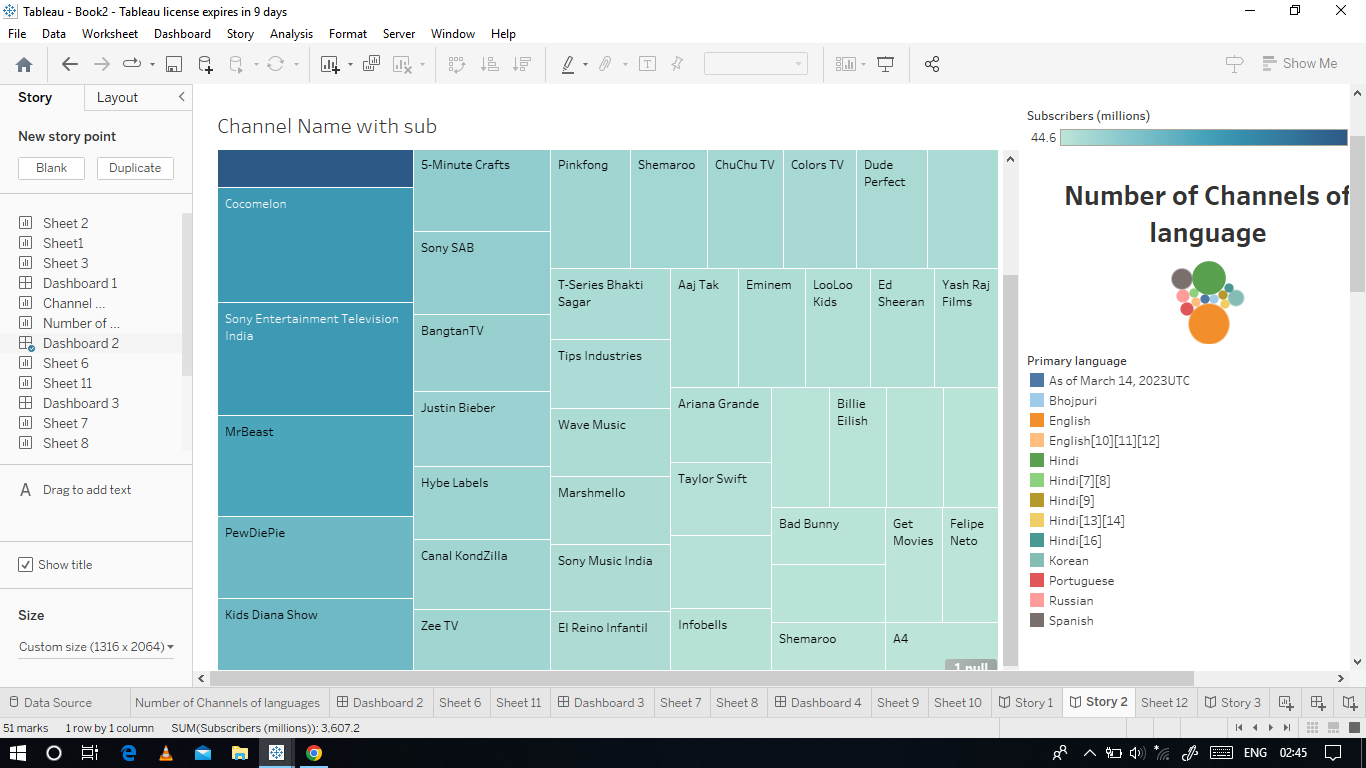 Tableau - Book2 - Tableau license expires in 9 days
File Data Worksheet Dashboard Story Analysis Format Server Window Help
Show Me
Story Layout
New story point
Blank Duplicate
Sheet 2
Sheet1
Sheet 3
Dashboard 1
Channel ...
Number of ...
Dashboard 2
Sheet 6
Sheet 11
Dashboard 3
Sheet 7
Sheet 8
A Drag to add text
Show title
Size
Custom size (1316 x 2064)
Channel Name with sub
Cocomelon
Sony Entertainment Television
India
MrBeast
PewDiePie
Kids Diana Show
5-Minute Crafts
Sony SAB
BangtanTV
Justin Bieber
Hybe Labels
Canal KondZilla
Zee TV
Pinkfong
Shemaroo
ChuChu TV
Colors TV
Dude
Perfect
T-Series Bhakti
Sagar
Tips Industries
Wave Music
Marshmello
Sony Music India
El Reino Infantil
Aaj Tak
Eminem
LooLoo
Kids
Ed
Sheeran
Yash Raj
Films
Ariana Grande
Taylor Swift
Infobells
Billie
Eilish
Bad Bunny
Get
Movies
Felipe
Neto
Shemaroo
A4
1 null
Subscribers (millions)
44.6
Number of Channels of
language
Primary language
As of March 14, 2023UTC
Bhojpuri
English
English[10][11][12]
Hindi
Hindi[7][8]
Hindi[9]
Hindi[13][14]
Hindi[16]
Korean
Portuguese
Russian
Spanish
Data Source Number of Channels of languages Dashboard 2 Sheet 6 Sheet 11 Dashboard 3 Sheet 7 Sheet 8 Dashboard 4 Sheet 9 Sheet 10 Story 1 Story 2 Sheet 12 Story 3
51 marks 1 row by 1 column SUM(Subscribers (millions)): 3,607.2
ENG 02:45